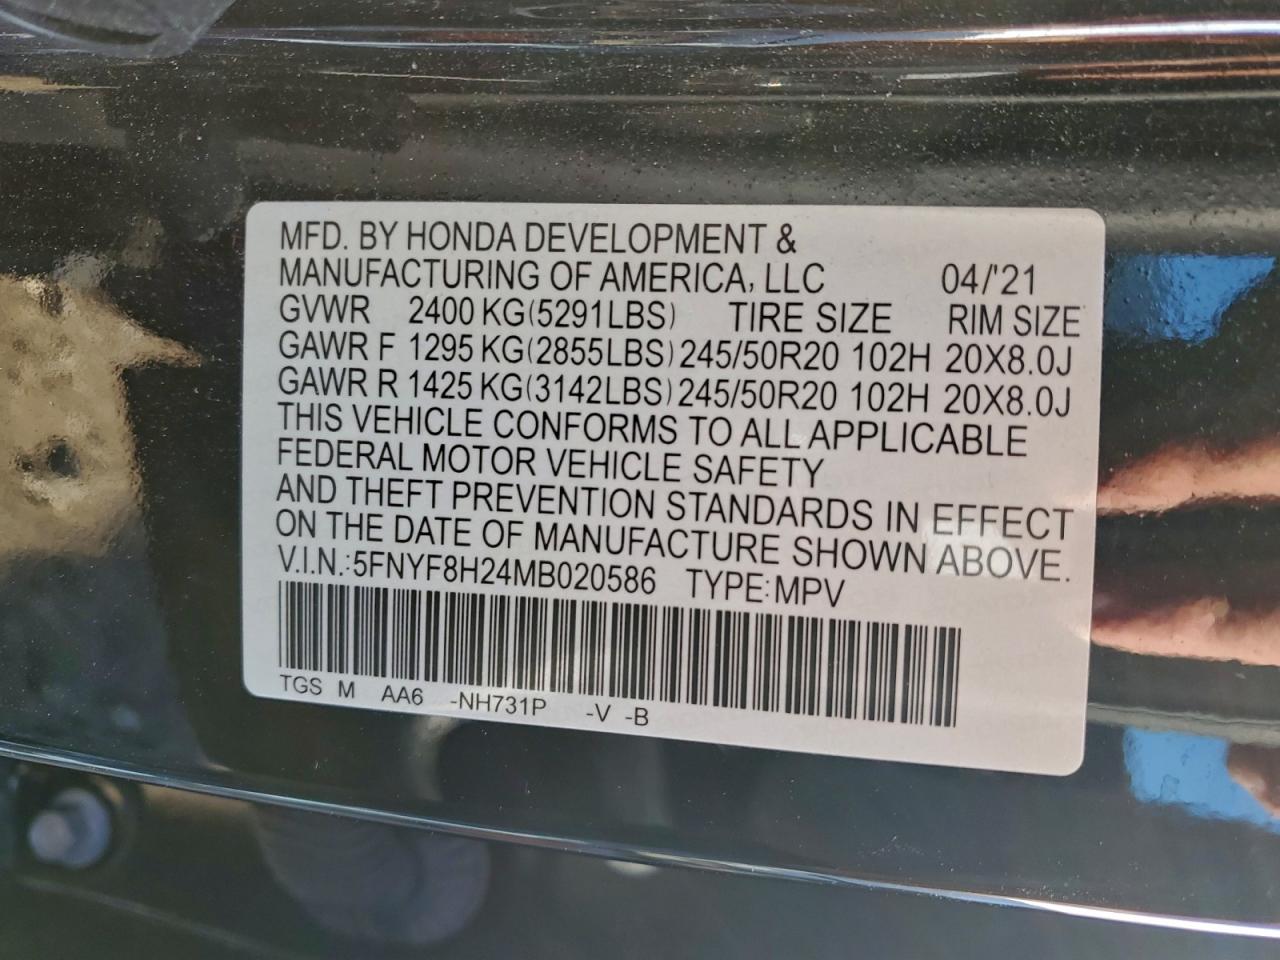 MFD. BY HONDA DEVELOPMENT &
MANUFACTURING OF AMERICA, LLC 04/'21
GVWR 2400 KG(5291LBS) TIRE SIZE RIM SIZE
GAWR F 1295 KG(2855LBS) 245/50R20 102H 20X8.0J
GAWR R 1425 KG(3142LBS) 245/50R20 102H 20X8.0J
THIS VEHICLE CONFORMS TO ALL APPLICABLE
FEDERAL MOTOR VEHICLE SAFETY
AND THEFT PREVENTION STANDARDS IN EFFECT
ON THE DATE OF MANUFACTURE SHOWN ABOVE.
V.I.N.:5FNYF8H24MB020586 TYPE:MPV
TGS M AA6 -NH731P -V -B